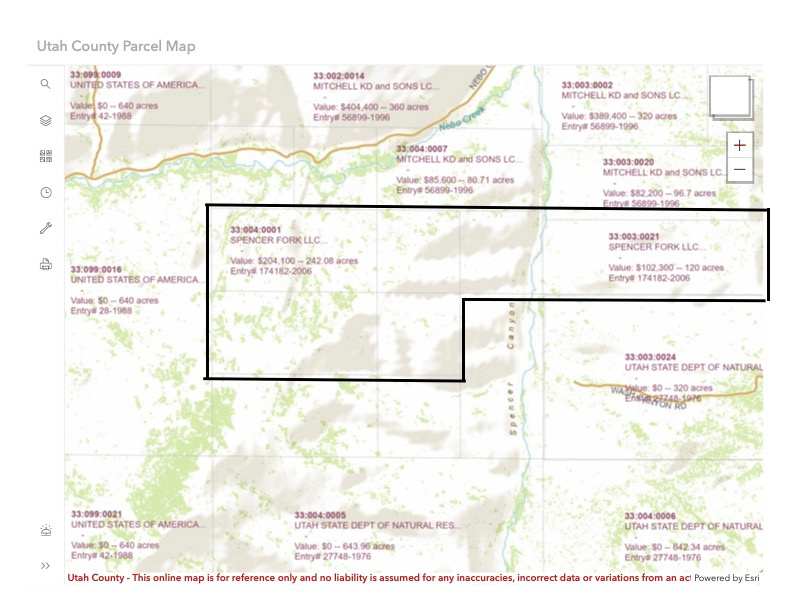 Utah County Parcel Map
33:099:0009
UNITED STATES OF AMERICA...
Value: $0 -- 640 acres
Entry# 42-1988
33:002:0014
MITCHELL KD and SONS LC...
Value: $404,400 -- 360 acres
Entry# 56899-1996
NEBO
Nebo Creek
33:003:0002
MITCHELL KD and SONS LC...
Value: $389,400 -- 320 acres
Entry# 56899-1996
33:004:0007
MITCHELL KD and SONS LC...
Value: $85,600 -- 80.71 acres
Entry# 56899-1996
33:003:0020
MITCHELL KD and SONS LC...
Value: $82,200 -- 96.7 acres
Entry# 56899-1996
+
−
33:004:0001
SPENCER FORK LLC...
Value: $204,100 -- 242.08 acres
Entry# 174182-2006
33:003:0021
SPENCER FORK LLC...
Value: $102,300 -- 120 acres
Entry# 174182-2006
33:099:0016
UNITED STATES OF AMERICA...
Value: $0 -- 640 acres
Entry# 28-1988
Spencer Canyon
33:003:0024
UTAH STATE DEPT OF NATURAL
Value: $0 -- 320 acres
Entry# 27748-1976
RD
33:099:0021
UNITED STATES OF AMERICA...
Value: $0 -- 640 acres
Entry# 42-1988
33:004:0005
UTAH STATE DEPT OF NATURAL RES...
Value: $0 -- 643.96 acres
Entry# 27748-1976
33:004:0006
UTAH STATE DEPT OF NATURAL
Value: $0 -- 642.34 acres
Entry# 27748-1976
Utah County - This online map is for reference only and no liability is assumed for any inaccuracies, incorrect data or variations from an ac Powered by Esri